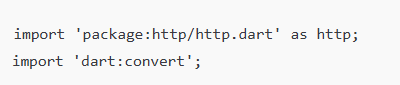 import 'package:http/http.dart' as http;
import 'dart:convert';